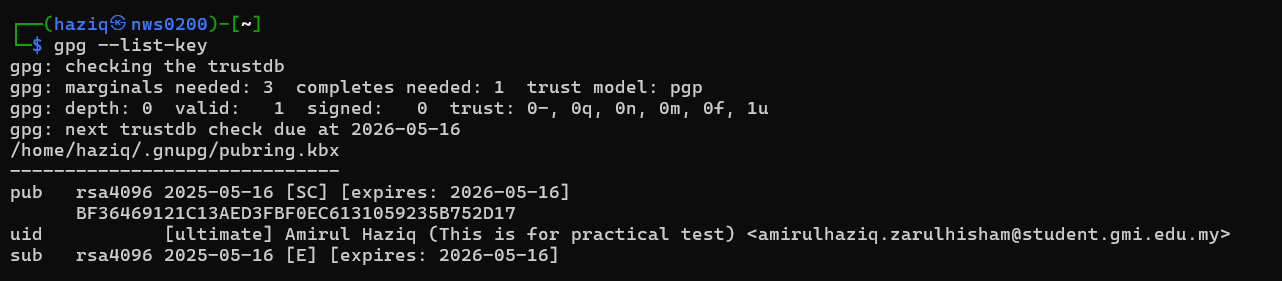 ┌──(haziq㉿nws0200)-[~]
└─$ gpg --list-key
gpg: checking the trustdb
gpg: marginals needed: 3  completes needed: 1  trust model: pgp
gpg: depth: 0  valid:   1  signed:   0  trust: 0-, 0q, 0n, 0m, 0f, 1u
gpg: next trustdb check due at 2026-05-16
/home/haziq/.gnupg/pubring.kbx
------------------------------
pub   rsa4096 2025-05-16 [SC] [expires: 2026-05-16]
      BF36469121C13AED3FBF0EC6131059235B752D17
uid           [ultimate] Amirul Haziq (This is for practical test) <amirulhaziq.zarulhisham@student.gmi.edu.my>
sub   rsa4096 2025-05-16 [E] [expires: 2026-05-16]